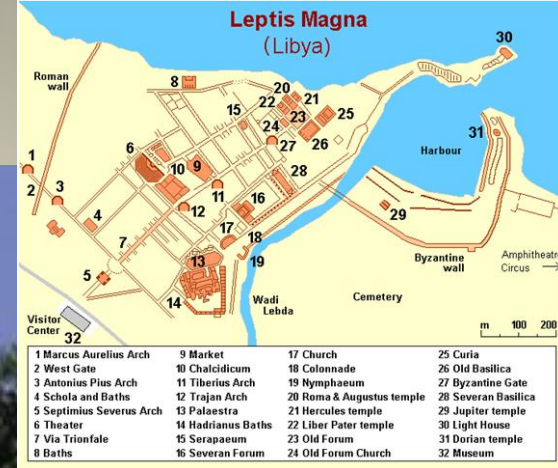 Leptis Magna
(Libya)
30
Roman
wall
8
20
21
22
15
23
25
24
6
27
26
31
1
10
9
Harbour
2
3
11
28
12
16
4
29
7
17
18
13
19
Byzantine
wall
Amphitheatre
Circus
5
14
Wadi
Lebda
Cemetery
Visitor
Center
32
m 100 200
1 Marcus Aurelius Arch
2 West Gate
3 Antonius Pius Arch
4 Schola and Baths
5 Septimius Severus Arch
6 Theater
7 Via Trionfale
8 Baths
9 Market
10 Chalcidicum
11 Tiberius Arch
12 Trajan Arch
13 Palaestra
14 Hadrianus Baths
15 Serapaeum
16 Severan Forum
17 Church
18 Colonnade
19 Nymphaeum
20 Roma & Augustus temple
21 Hercules temple
22 Liber Pater temple
23 Old Forum
24 Old Forum Church
25 Curia
26 Old Basilica
27 Byzantine Gate
28 Severan Basilica
29 Jupiter temple
30 Light House
31 Dorian temple
32 Museum